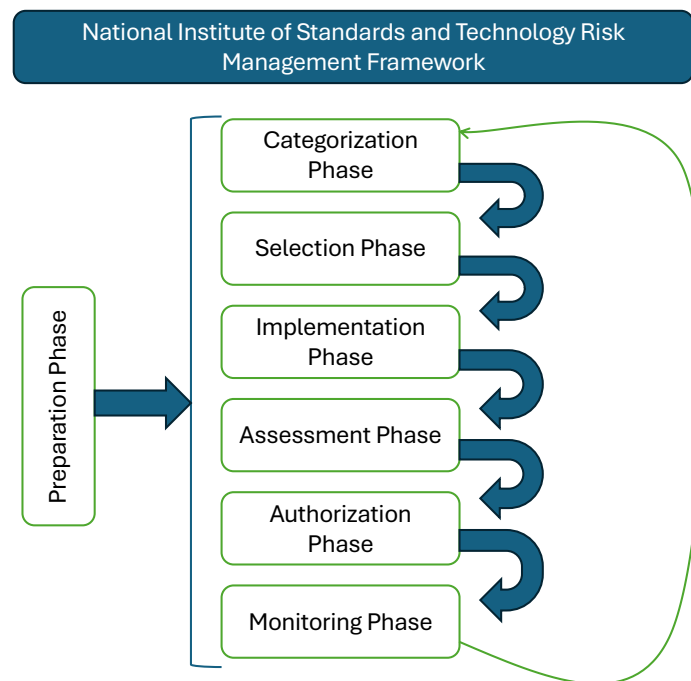 National Institute of Standards and Technology Risk
Management Framework
Preparation Phase
Categorization
Phase
Selection Phase
Implementation
Phase
Assessment Phase
Authorization
Phase
Monitoring Phase